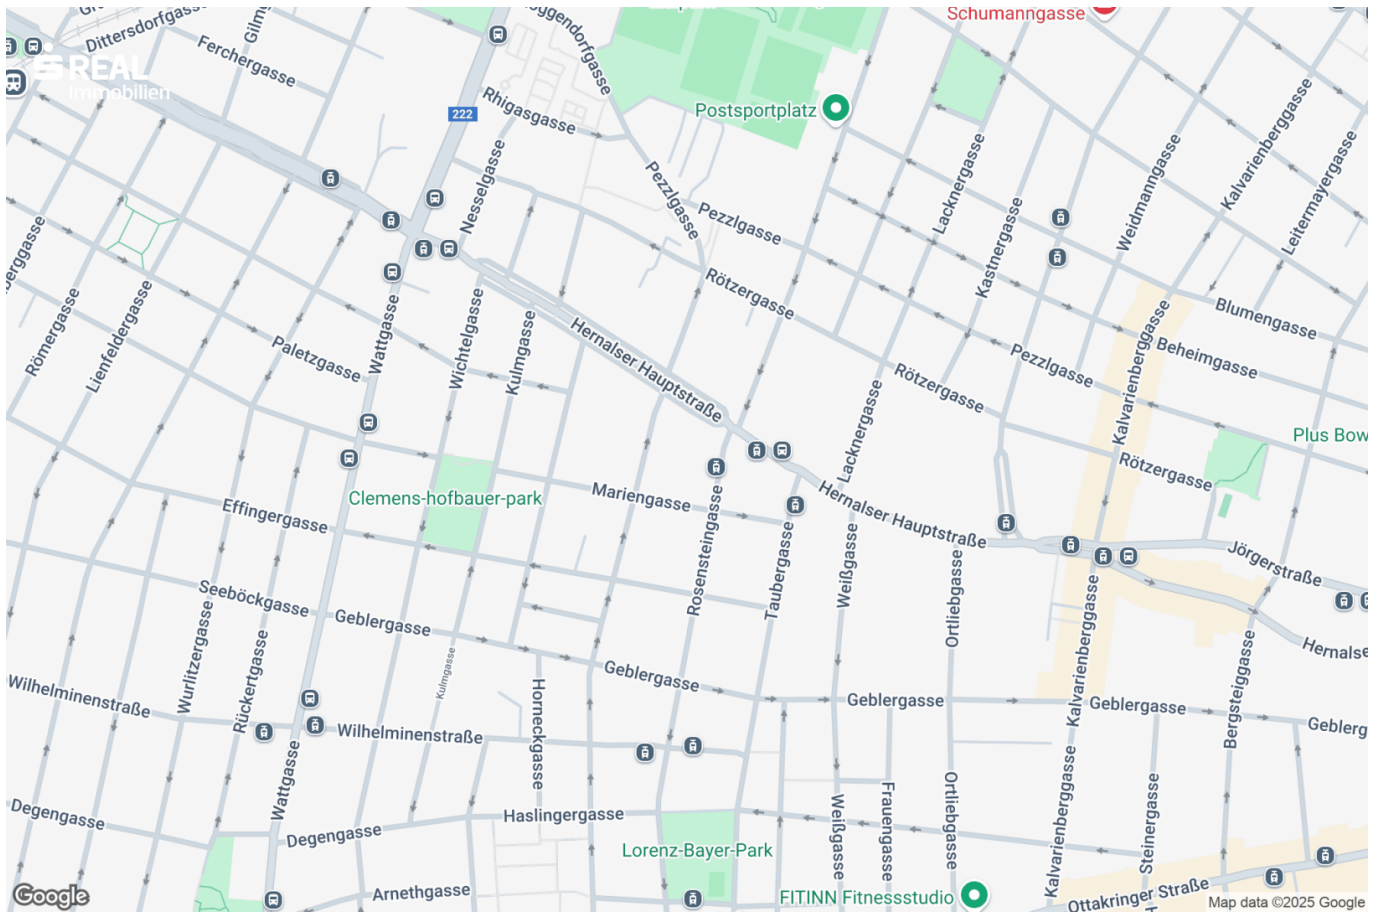 Dittersdorfgasse
Ferchergasse
Schumanngasse
REAL
Immobilien
Rhigasgasse
222
Postsportplatz
Nesselgasse
Pezzlgasse
Pezzlgasse
Lacknergasse
Kastnergasse
Weidmanngasse
Kalvarienberggasse
Leitermayergasse
Rötzergasse
Blumengasse
Beheimgasse
Römergasse
Lienfeldergasse
Paletzgasse
Wattgasse
Wichtelgasse
Kulmgasse
Hernalser Hauptstraße
Pezzlgasse
Rötzergasse
Lacknergasse
Kalvarienberggasse
Plus Bow
Rötzergasse
Clemens-hofbauer-park
Mariengasse
Hernalser Hauptstraße
Effingergasse
Rosensteingasse
Taubergasse
Weißgasse
Ortliebgasse
Jörgerstraße
Seeböckgasse
Geblergasse
Wurlitzergasse
Rückertgasse
Kulmgasse
Geblergasse
Geblergasse
Kalvarienberggasse
Geblergasse
Bergsteiggasse
Hernalse
Geblerg
Wilhelminenstraße
Wilhelminenstraße
Horneckgasse
Wattgasse
Degengasse
Degengasse
Haslingergasse
Weißgasse
Frauengasse
Ortliebgasse
Kalvarienberggasse
Steinergasse
Lorenz-Bayer-Park
Arnethgasse
FITINN Fitnessstudio
Ottakringer Straße
Google
Map data ©2025 Google